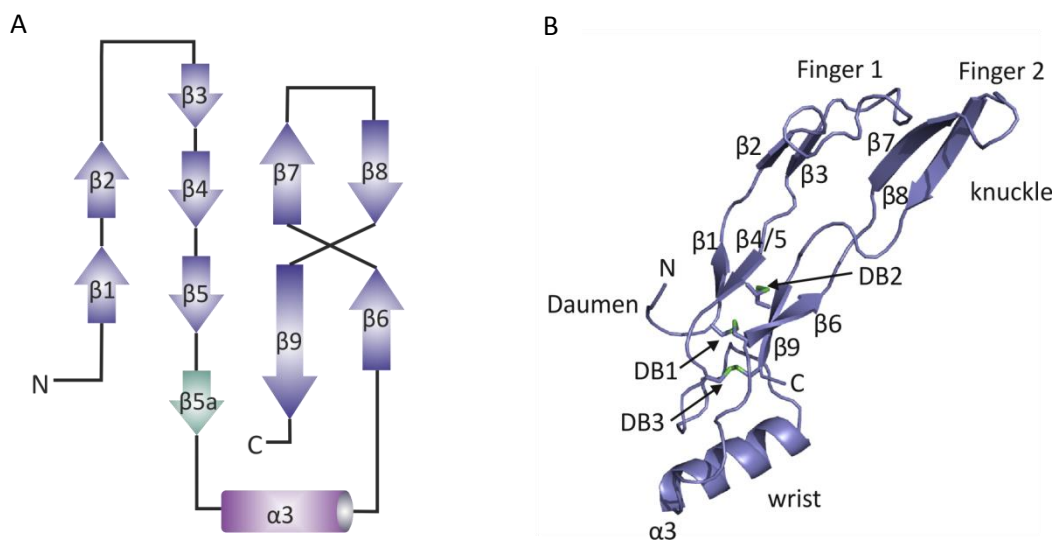 A
β3
β2
β4
β7
β8
β1
β5
β9
β6
N
β5a
C
α3
B
Finger 1
Finger 2
β2
β7
β3
β8
knuckle
β1
β4/5
N
DB2
Daumen
β6
β9
DB1
C
DB3
wrist
α3